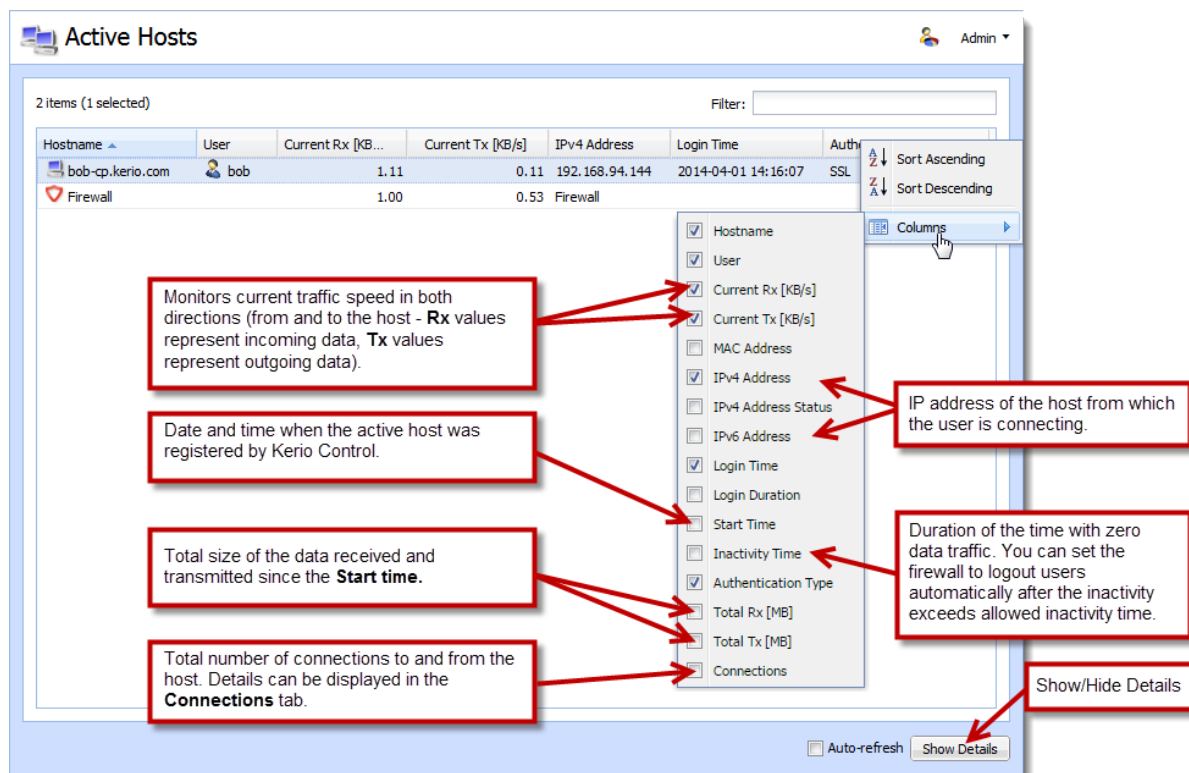 Active Hosts
Admin
2 items (1 selected)
Filter:
Hostname User Current Rx [KB... Current Tx [KB/s] IPv4 Address Login Time Authe
bob-cp.kerio.com bob 1.11 0.11 192.168.94.144 2014-04-01 14:16:07 SSL
Firewall 1.00 0.53 Firewall
Sort Ascending
Sort Descending
Columns
Hostname
User
Current Rx [KB/s]
Current Tx [KB/s]
MAC Address
IPv4 Address
IPv4 Address Status
IPv6 Address
Login Time
Login Duration
Start Time
Inactivity Time
Authentication Type
Total Rx [MB]
Total Tx [MB]
Connections
Monitors current traffic speed in both
directions (from and to the host - Rx values
represent incoming data, Tx values
represent outgoing data).
Date and time when the active host was
registered by Kerio Control.
Total size of the data received and
transmitted since the Start time.
Total number of connections to and from the
host. Details can be displayed in the
Connections tab.
IP address of the host from which
the user is connecting.
Duration of the time with zero
data traffic. You can set the
firewall to logout users
automatically after the inactivity
exceeds allowed inactivity time.
Show/Hide Details
Auto-refresh Show Details